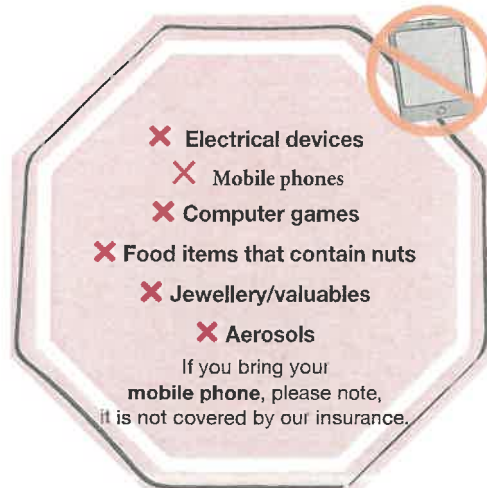 ✗ Electrical devices
✗ Mobile phones
✗ Computer games
✗ Food items that contain nuts
✗ Jewellery/valuables
✗ Aerosols
If you bring your
mobile phone, please note,
it is not covered by our insurance.